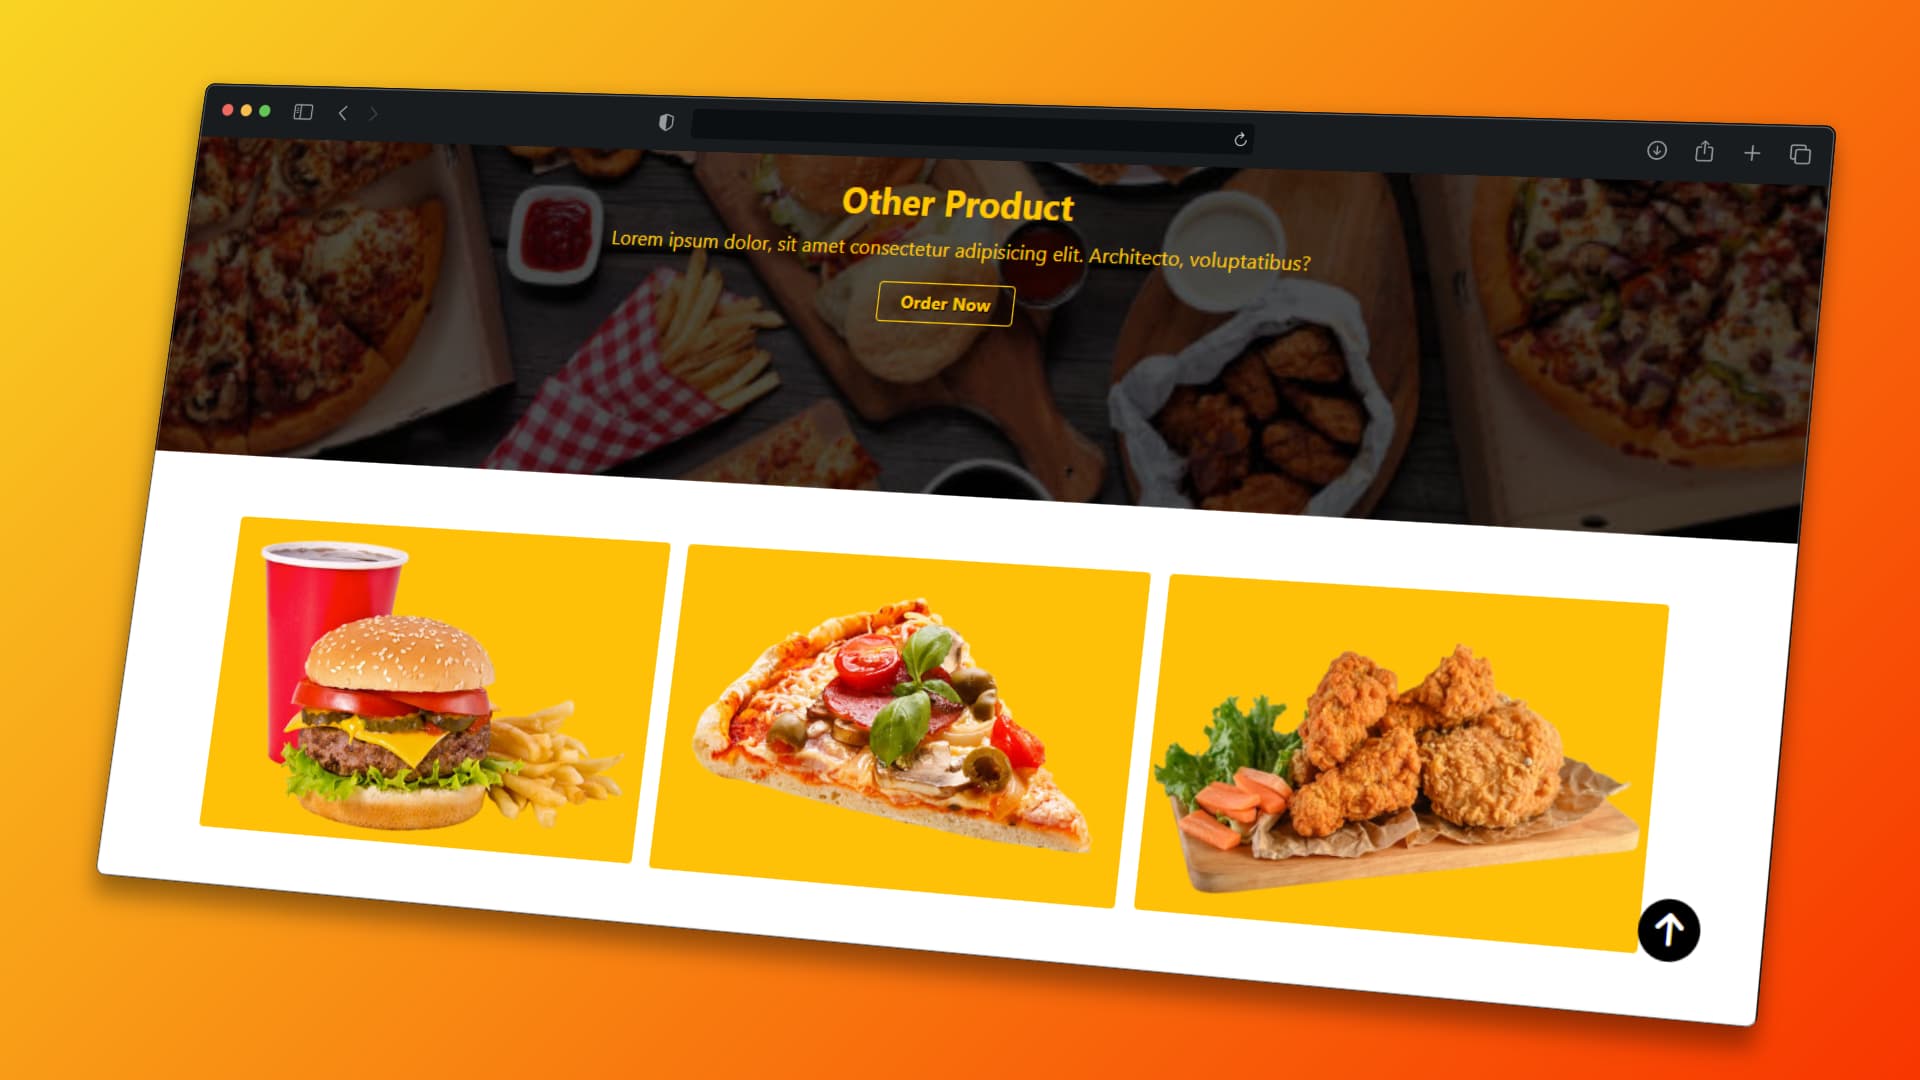 Other Product
Lorem ipsum dolor, sit amet consectetur adipisicing elit. Architecto, voluptatibus?
Order Now